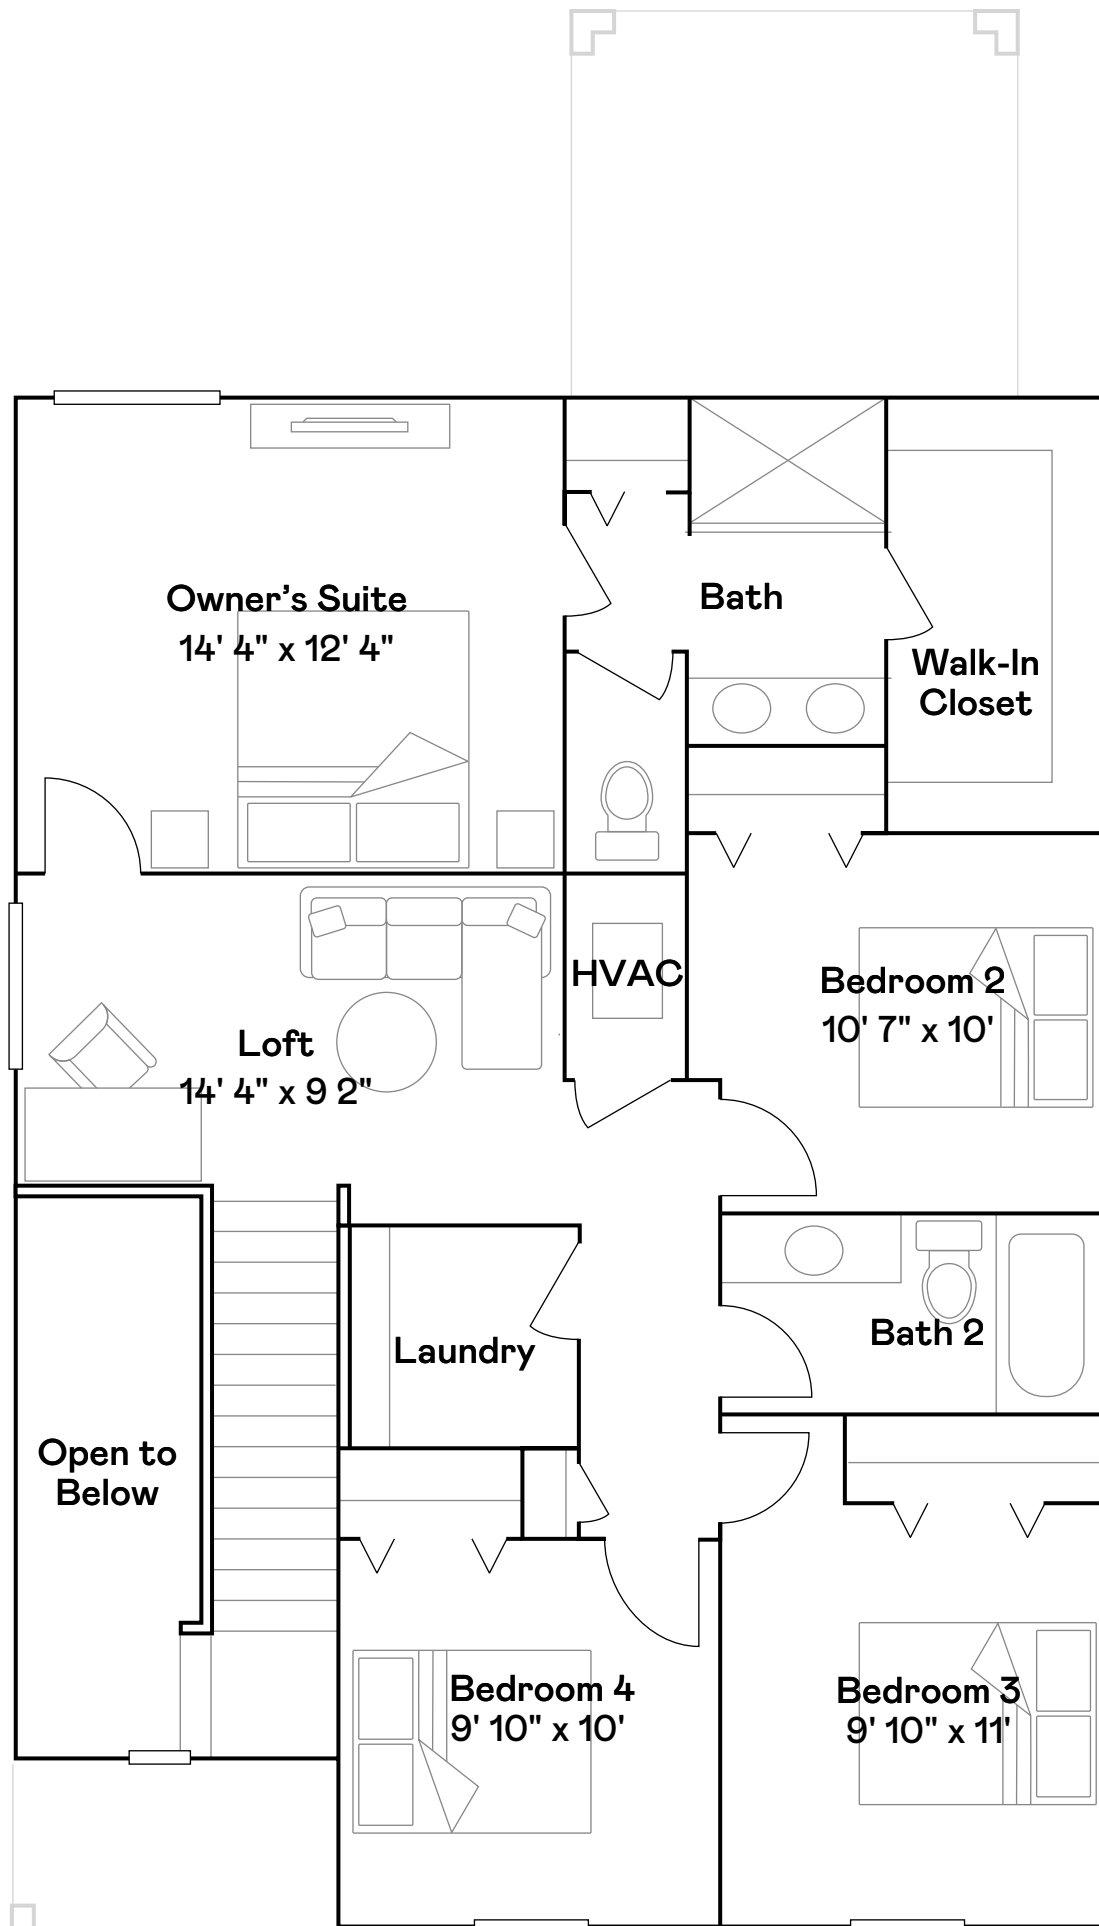 Owner's Suite
14' 4" x 12' 4"
Bath
Walk-In
Closet
HVAC
Bedroom 2
10' 7" x 10'
Loft
14' 4" x 9 2"
Bath 2
Laundry
Open to
Below
Bedroom 4
9' 10" x 10'
Bedroom 3
9' 10" x 11'